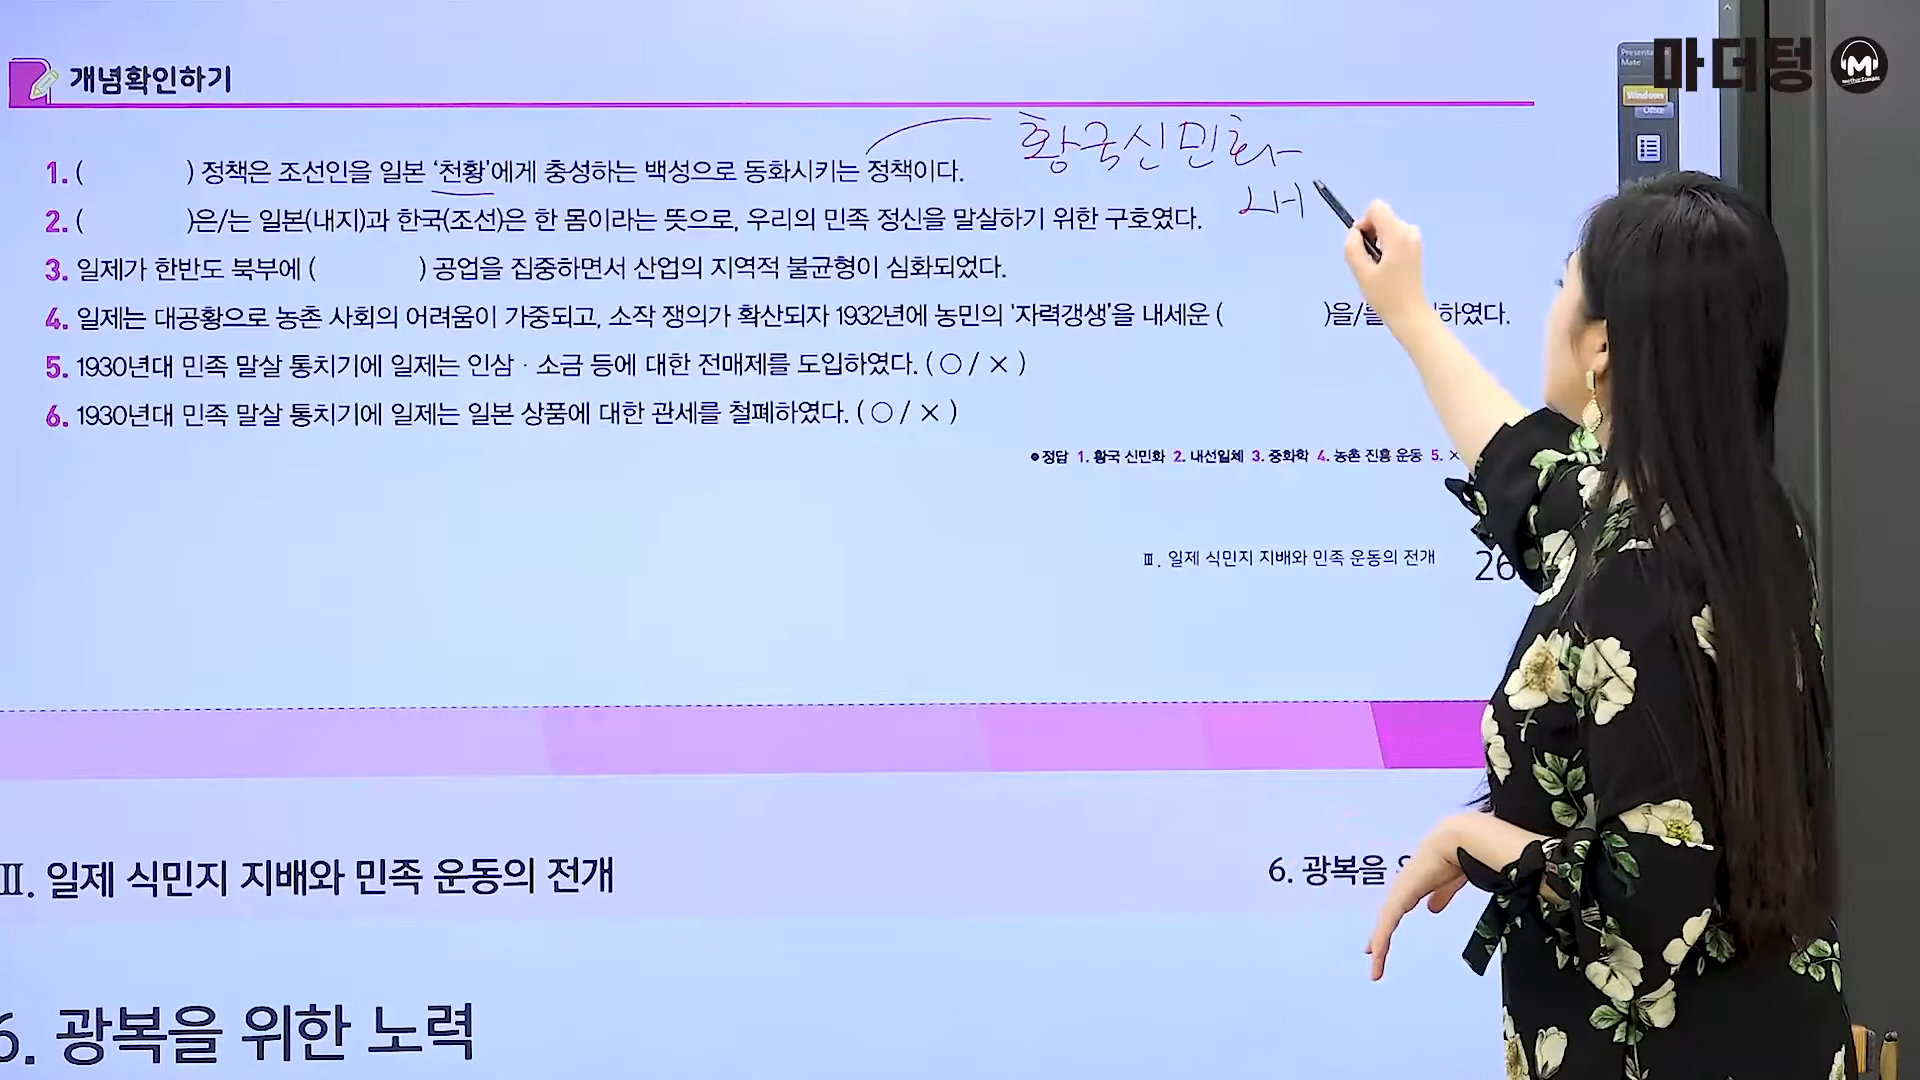 마더텅
Presenta
Mate
Windows
Office
개념확인하기
황국신민화
내
1. ( ) 정책은 조선인을 일본 '천황'에게 충성하는 백성으로 동화시키는 정책이다.
2. ( )은/는 일본(내지)과 한국(조선)은 한 몸이라는 뜻으로, 우리의 민족 정신을 말살하기 위한 구호였다.
3. 일제가 한반도 북부에 ( ) 공업을 집중하면서 산업의 지역적 불균형이 심화되었다.
4. 일제는 대공황으로 농촌 사회의 어려움이 가중되고, 소작 쟁의가 확산되자 1932년에 농민의 '자력갱생'을 내세운 ( )을/를 하였다.
5. 1930년대 민족 말살 통치기에 일제는 인삼 · 소금 등에 대한 전매제를 도입하였다. ( ○ / × )
6. 1930년대 민족 말살 통치기에 일제는 일본 상품에 대한 관세를 철폐하였다. ( ○ / × )
●정답 1. 황국 신민화 2. 내선일체 3. 중화학 4. 농촌 진흥 운동 5. ×
Ⅲ. 일제 식민지 지배와 민족 운동의 전개 26
Ⅲ. 일제 식민지 지배와 민족 운동의 전개
6. 광복을
6. 광복을 위한 노력